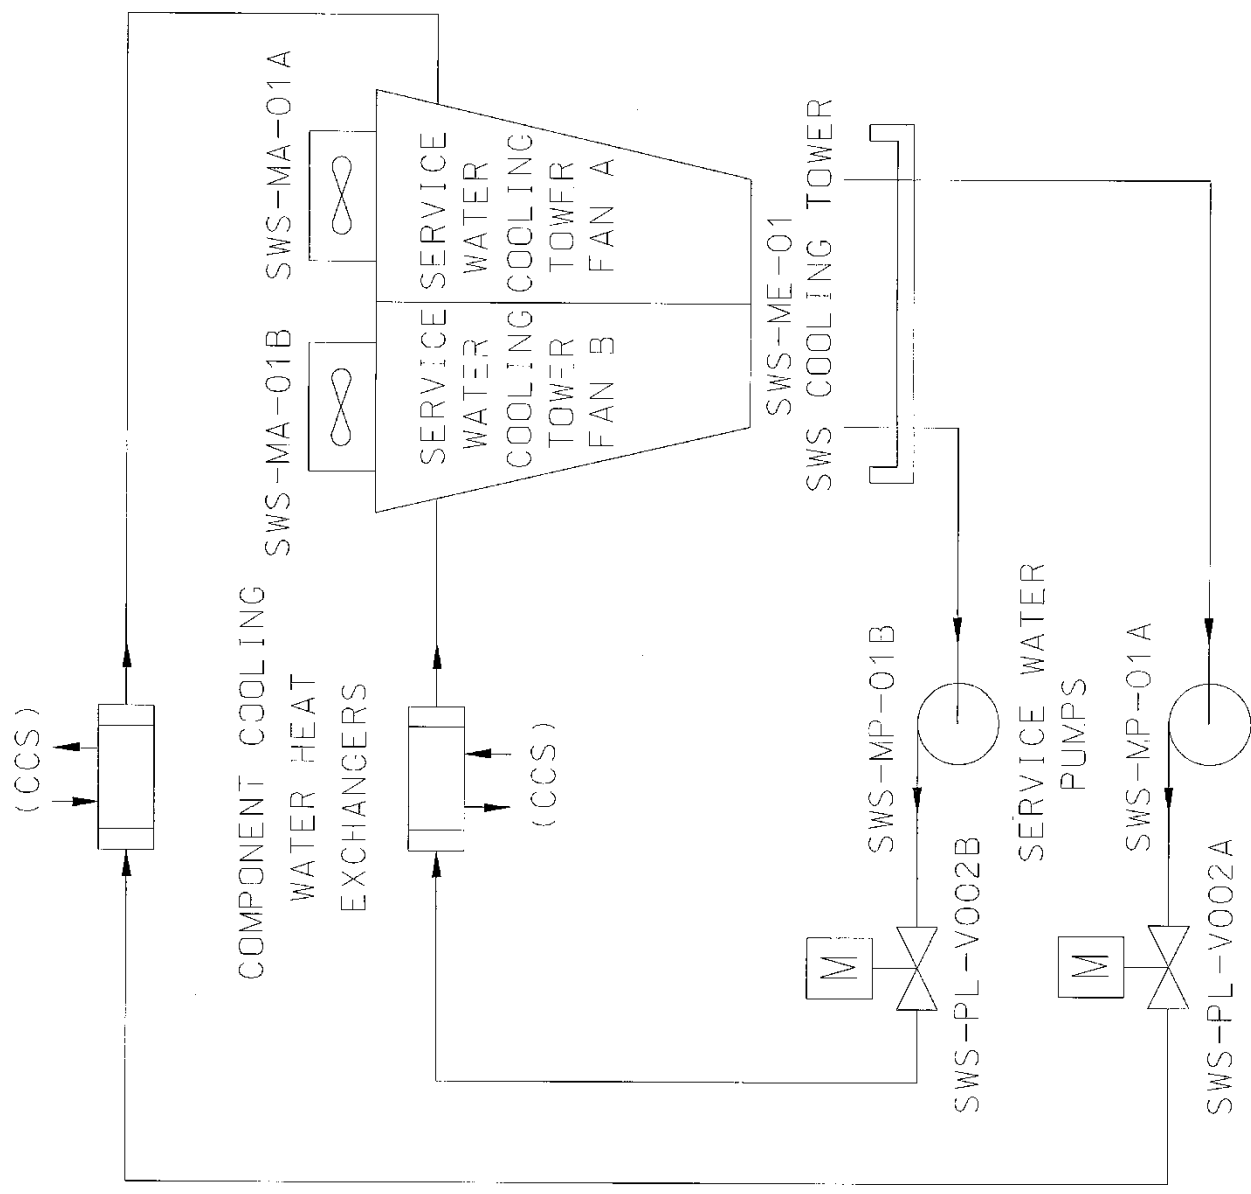 (CCS)
COMPONENT COOLING
WATER HEAT
EXCHANGERS
(CCS)
SWS-MA-01B
SWS-MA-01A
SERVICE
WATER
COOLING
TOWER
FAN B
SERVICE
WATER
COOLING
TOWER
FAN A
SWS-ME-01
SWS COOLING TOWER
SWS-MP-01B
SWS-PL-V002B
M
SERVICE WATER
PUMPS
SWS-MP-01A
SWS-PL-V002A
M